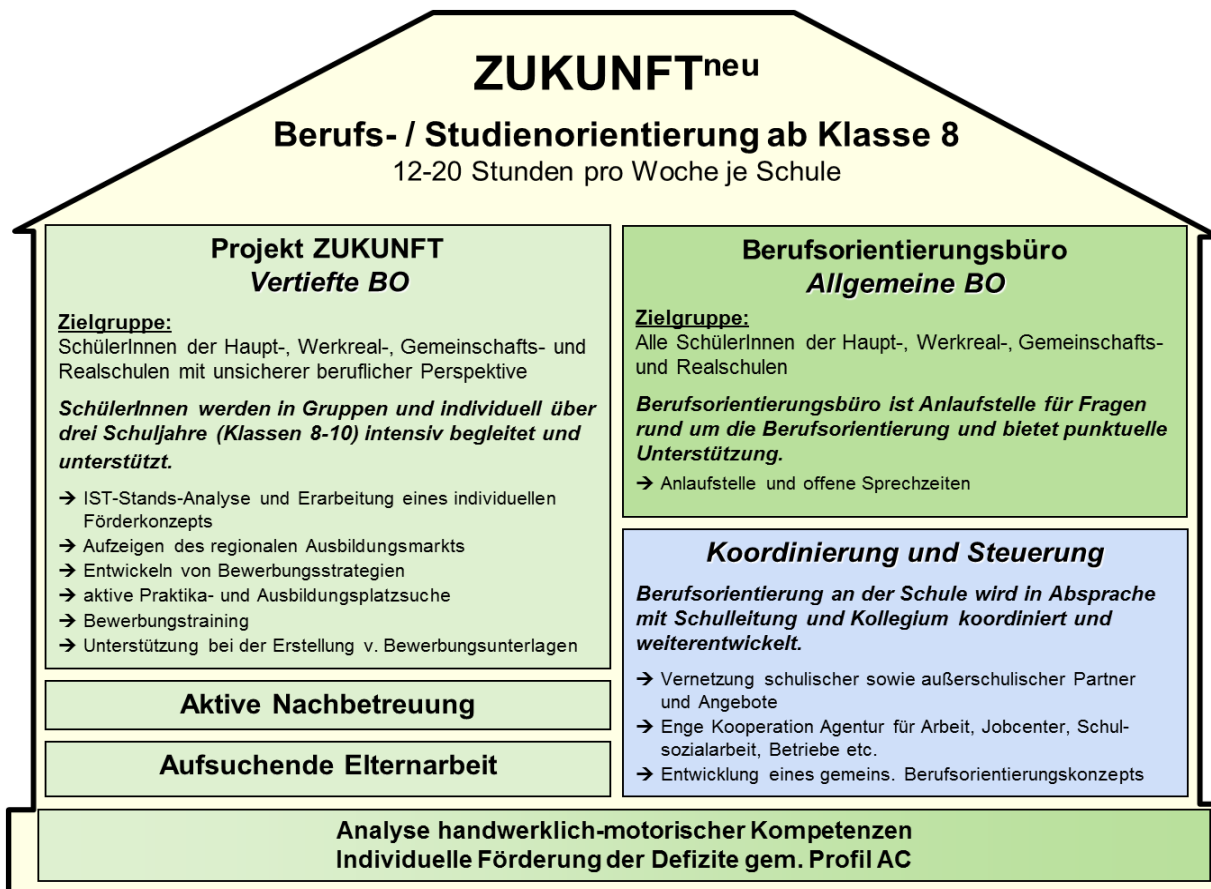 ZUKUNFTneu
Berufs- / Studienorientierung ab Klasse 8
12-20 Stunden pro Woche je Schule
Projekt ZUKUNFT
Vertiefte BO
Zielgruppe:
SchülerInnen der Haupt-, Werkreal-, Gemeinschafts- und
Realschulen mit unsicherer beruflicher Perspektive
SchülerInnen werden in Gruppen und individuell über
drei Schuljahre (Klassen 8-10) intensiv begleitet und
unterstützt.
→ IST-Stands-Analyse und Erarbeitung eines individuellen
Förderkonzepts
→ Aufzeigen des regionalen Ausbildungsmarkts
→ Entwickeln von Bewerbungsstrategien
→ aktive Praktika- und Ausbildungsplatzsuche
→ Bewerbungstraining
→ Unterstützung bei der Erstellung v. Bewerbungsunterlagen
Aktive Nachbetreuung
Aufsuchende Elternarbeit
Berufsorientierungsbüro
Allgemeine BO
Zielgruppe:
Alle SchülerInnen der Haupt-, Werkreal-, Gemeinschafts-
und Realschulen
Berufsorientierungsbüro ist Anlaufstelle für Fragen
rund um die Berufsorientierung und bietet punktuelle
Unterstützung.
→ Anlaufstelle und offene Sprechzeiten
Koordinierung und Steuerung
Berufsorientierung an der Schule wird in Absprache
mit Schulleitung und Kollegium koordiniert und
weiterentwickelt.
→ Vernetzung schulischer sowie außerschulischer Partner
und Angebote
→ Enge Kooperation Agentur für Arbeit, Jobcenter, Schul-
sozialarbeit, Betriebe etc.
→ Entwicklung eines gemeins. Berufsorientierungskonzepts
Analyse handwerklich-motorischer Kompetenzen
Individuelle Förderung der Defizite gem. Profil AC